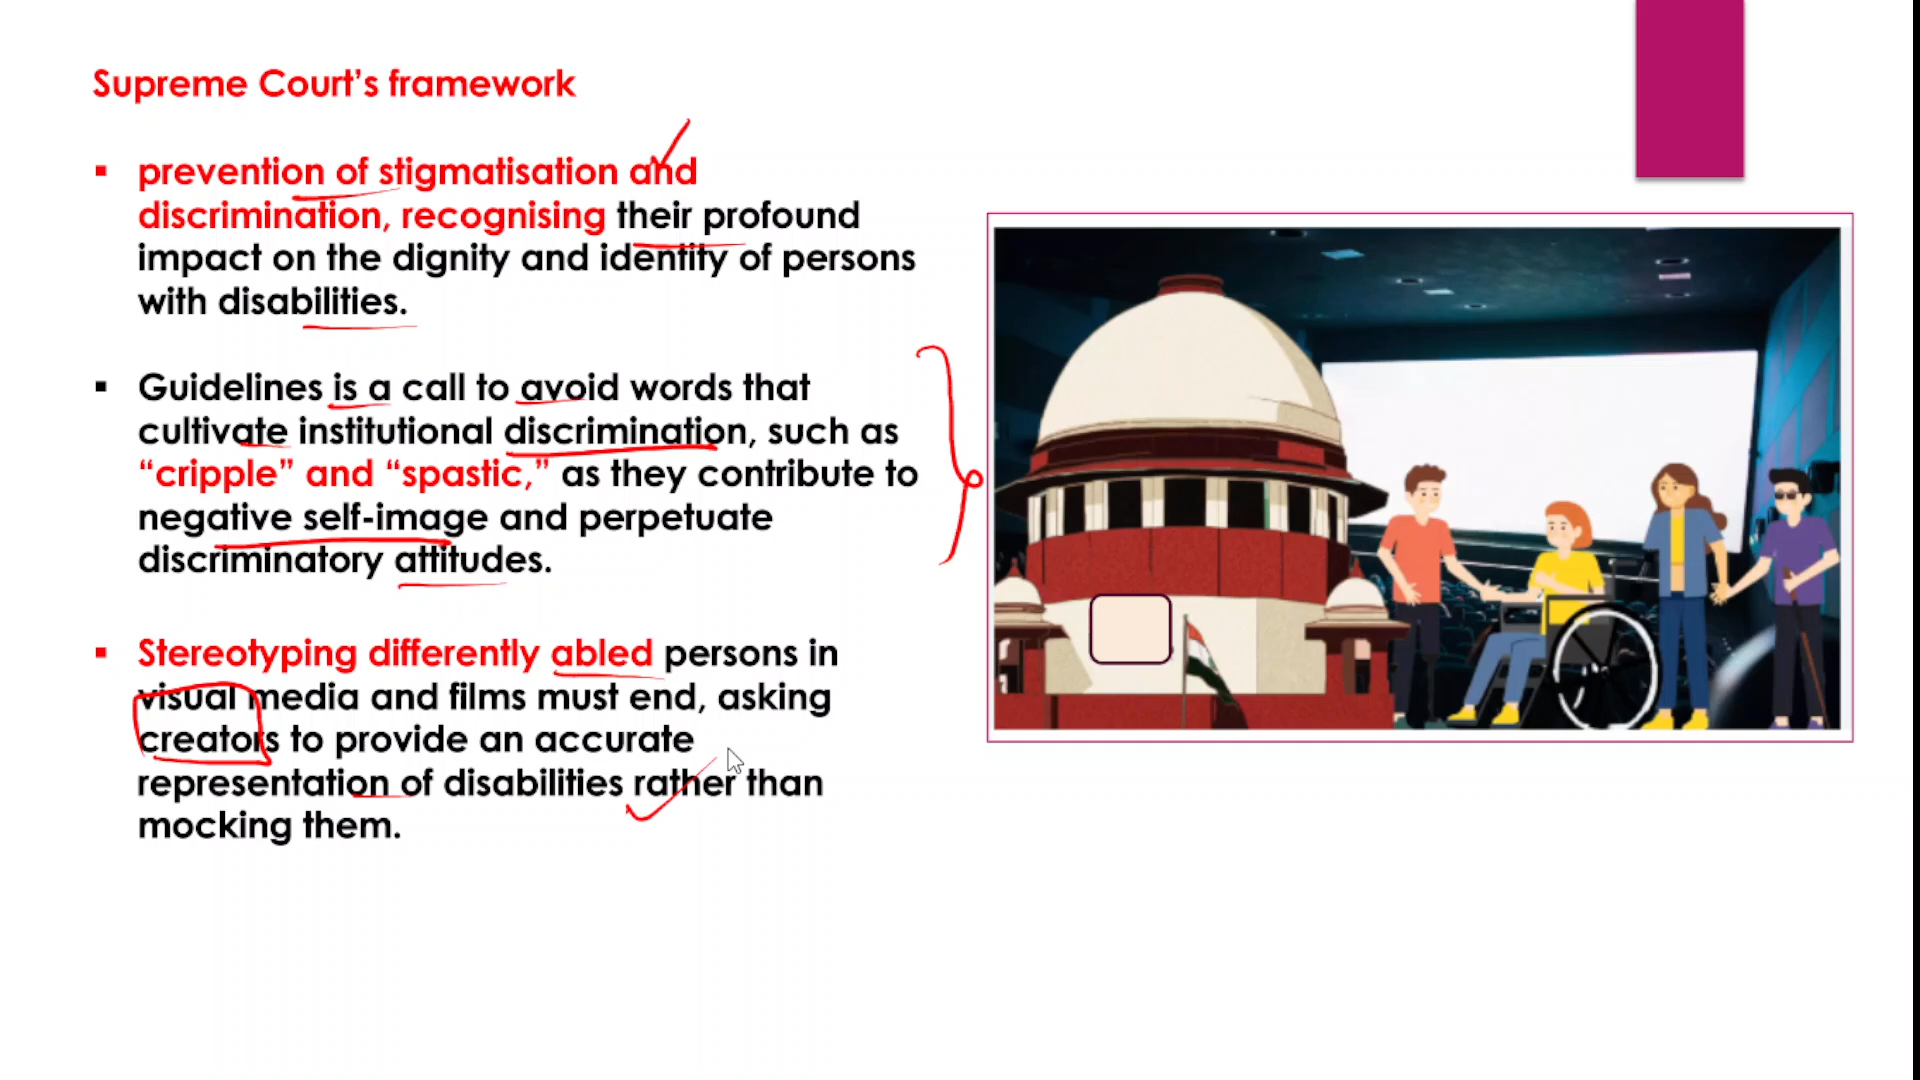 Supreme Court’s framework
▪ prevention of stigmatisation and
discrimination, recognising their profound
impact on the dignity and identity of persons
with disabilities.
▪ Guidelines is a call to avoid words that
cultivate institutional discrimination, such as
“cripple” and “spastic,” as they contribute to
negative self-image and perpetuate
discriminatory attitudes.
▪ Stereotyping differently abled persons in
visual media and films must end, asking
creators to provide an accurate
representation of disabilities rather than
mocking them.